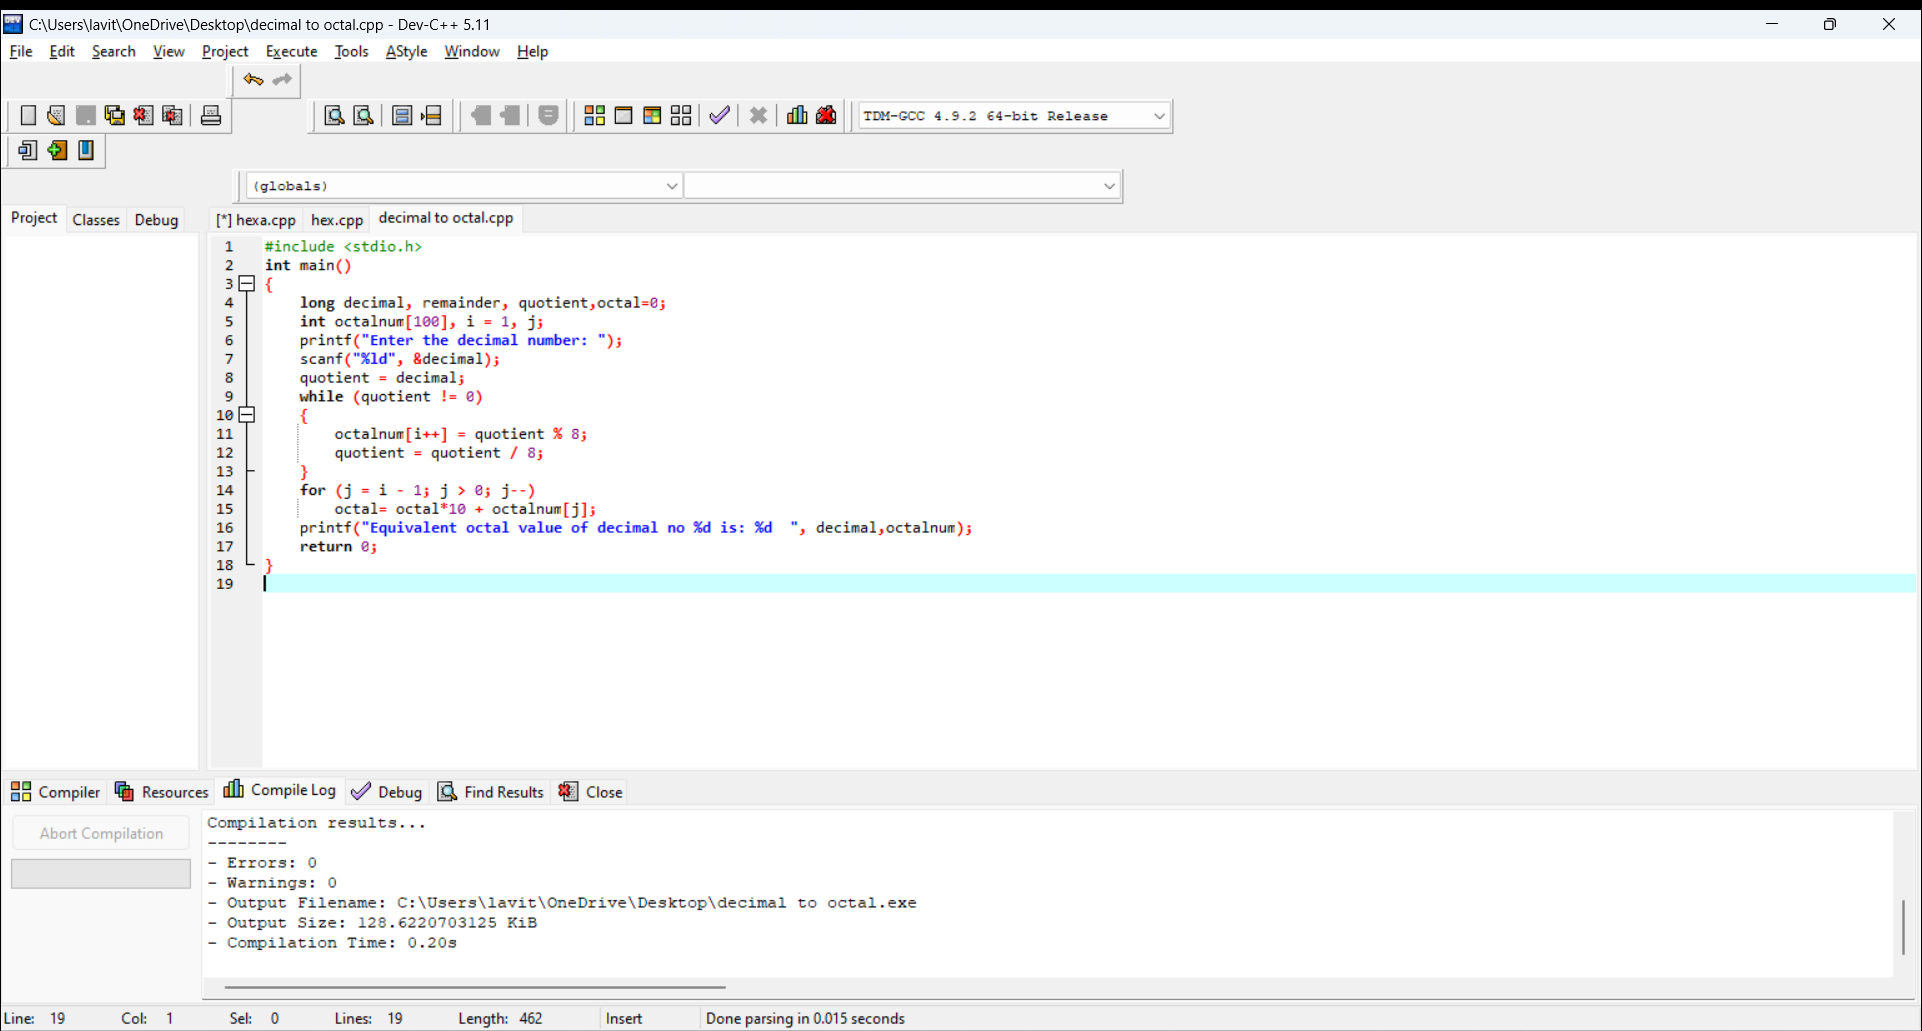 C:\Users\lavit\OneDrive\Desktop\decimal to octal.cpp - Dev-C++ 5.11
File Edit Search View Project Execute Tools AStyle Window Help
TDM-GCC 4.9.2 64-bit Release
(globals)
Project Classes Debug [*] hexa.cpp hex.cpp decimal to octal.cpp
1 #include <stdio.h>
2 int main()
3 {
4 long decimal, remainder, quotient,octal=0;
5 int octalnum[100], i = 1, j;
6 printf("Enter the decimal number: ");
7 scanf("%ld", &decimal);
8 quotient = decimal;
9 while (quotient != 0)
10 {
11 octalnum[i++] = quotient % 8;
12 quotient = quotient / 8;
13 }
14 for (j = i - 1; j > 0; j--)
15 octal= octal*10 + octalnum[j];
16 printf("Equivalent octal value of decimal no %d is: %d  ", decimal,octalnum);
17 return 0;
18 }
19
Compiler Resources Compile Log Debug Find Results Close
Abort Compilation
Compilation results...
--------
- Errors: 0
- Warnings: 0
- Output Filename: C:\Users\lavit\OneDrive\Desktop\decimal to octal.exe
- Output Size: 128.6220703125 KiB
- Compilation Time: 0.20s
Line: 19 Col: 1 Sel: 0 Lines: 19 Length: 462 Insert Done parsing in 0.015 seconds